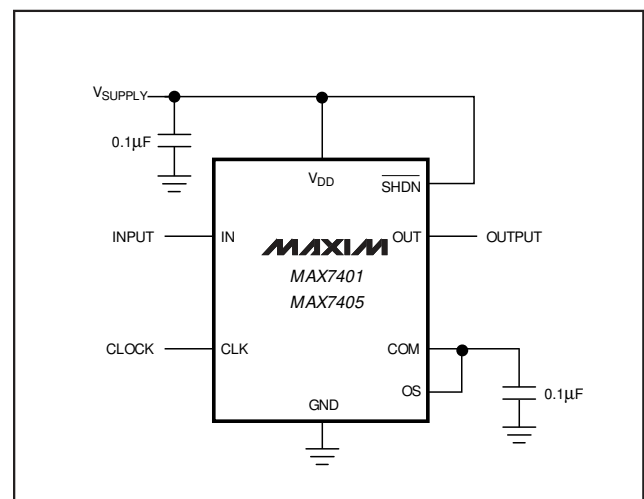 VSUPPLY
0.1μF
VDD
SHDN
INPUT
IN
MAXIM
OUT
OUTPUT
MAX7401
MAX7405
CLOCK
CLK
COM
OS
0.1μF
GND